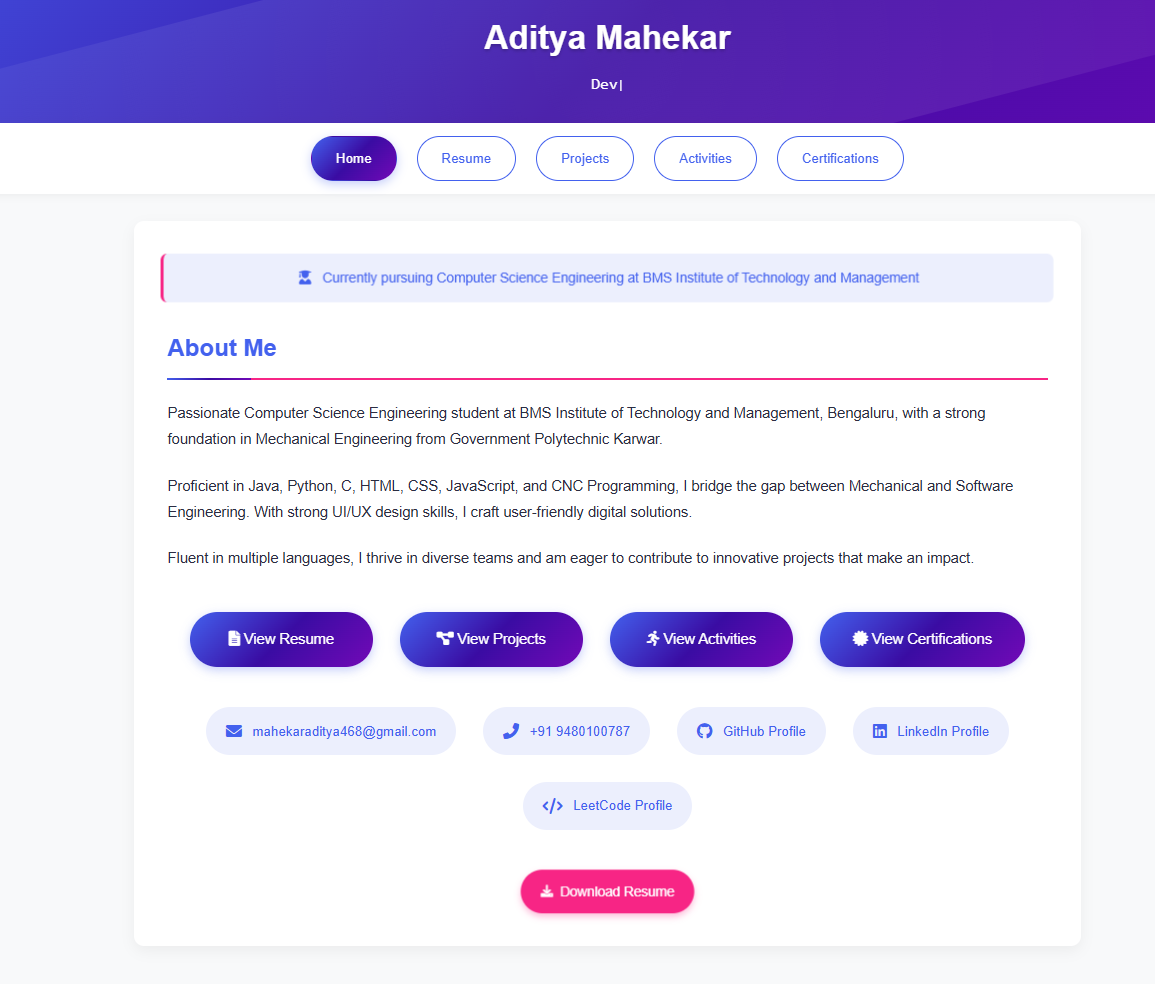 Aditya Mahekar
Dev|
Home Resume Projects Activities Certifications
Currently pursuing Computer Science Engineering at BMS Institute of Technology and Management
About Me
Passionate Computer Science Engineering student at BMS Institute of Technology and Management, Bengaluru, with a strong
foundation in Mechanical Engineering from Government Polytechnic Karwar.
Proficient in Java, Python, C, HTML, CSS, JavaScript, and CNC Programming, I bridge the gap between Mechanical and Software
Engineering. With strong UI/UX design skills, I craft user-friendly digital solutions.
Fluent in multiple languages, I thrive in diverse teams and am eager to contribute to innovative projects that make an impact.
View Resume View Projects View Activities View Certifications
mahekaraditya468@gmail.com +91 9480100787 GitHub Profile LinkedIn Profile
LeetCode Profile
Download Resume